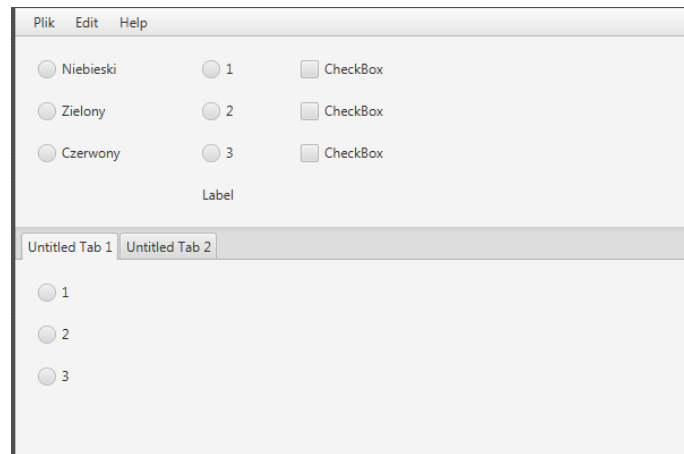 Plik Edit Help
Niebieski 1 CheckBox
Zielony 2 CheckBox
Czerwony 3 CheckBox
Label
Untitled Tab 1 Untitled Tab 2
1
2
3